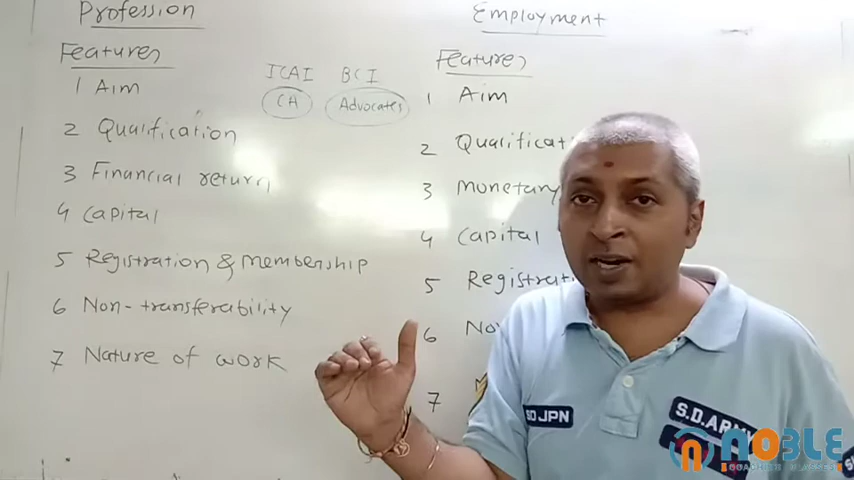 Profession
Features
1 Aim
2 Qualification
3 Financial return
4 Capital
5 Registration & Membership
6 Non-transferability
7 Nature of work
ICAI BCI
CA Advocates
Employment
Features
1 Aim
2 Qualificat
3 Monetary
4 Capital
5 Registrat
6 No
7
SD JPN
S.D.ARMY
NOBLE